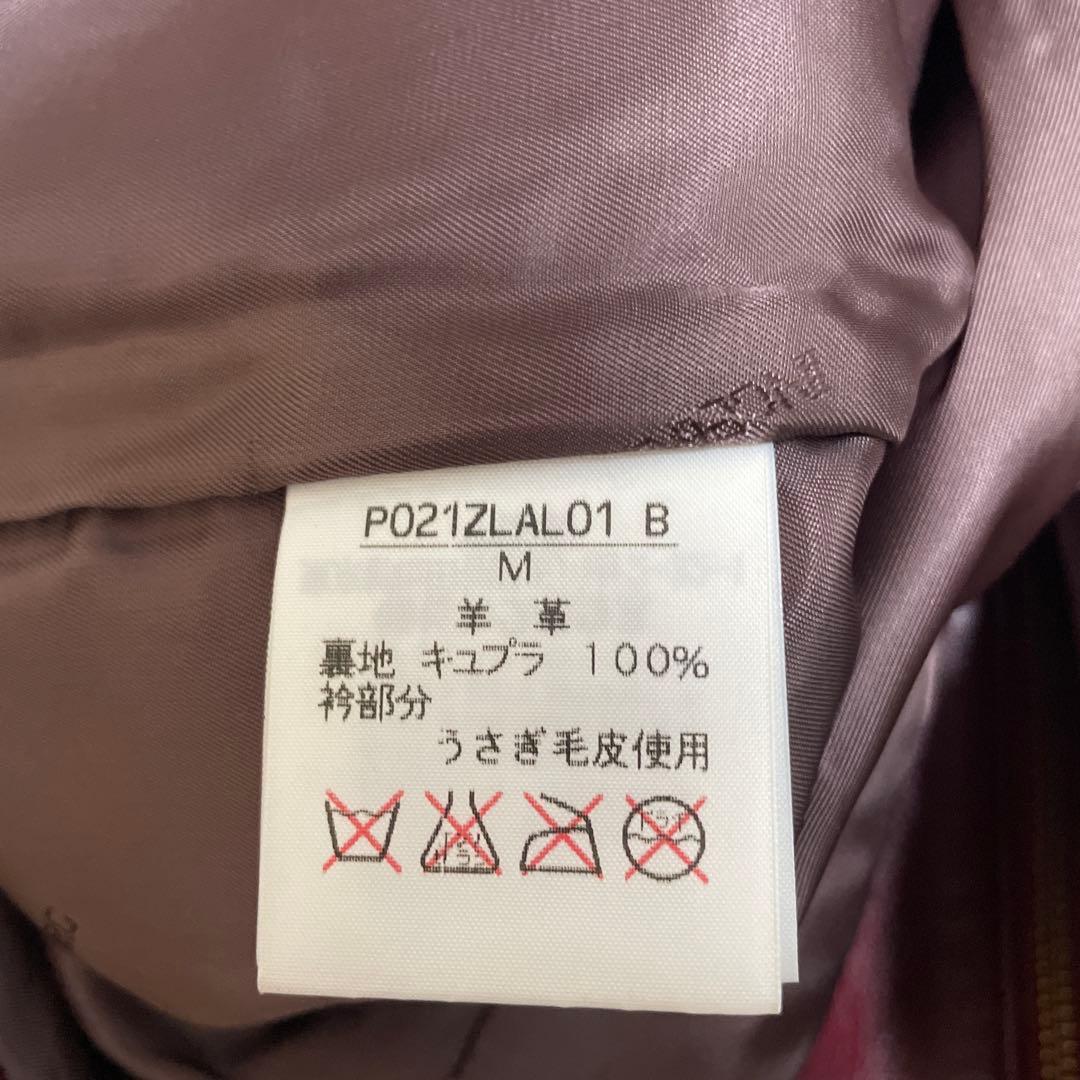 P021ZLAL01 B
M
羊 革
裏地 キュプラ 100%
衿部分
うさぎ毛皮使用